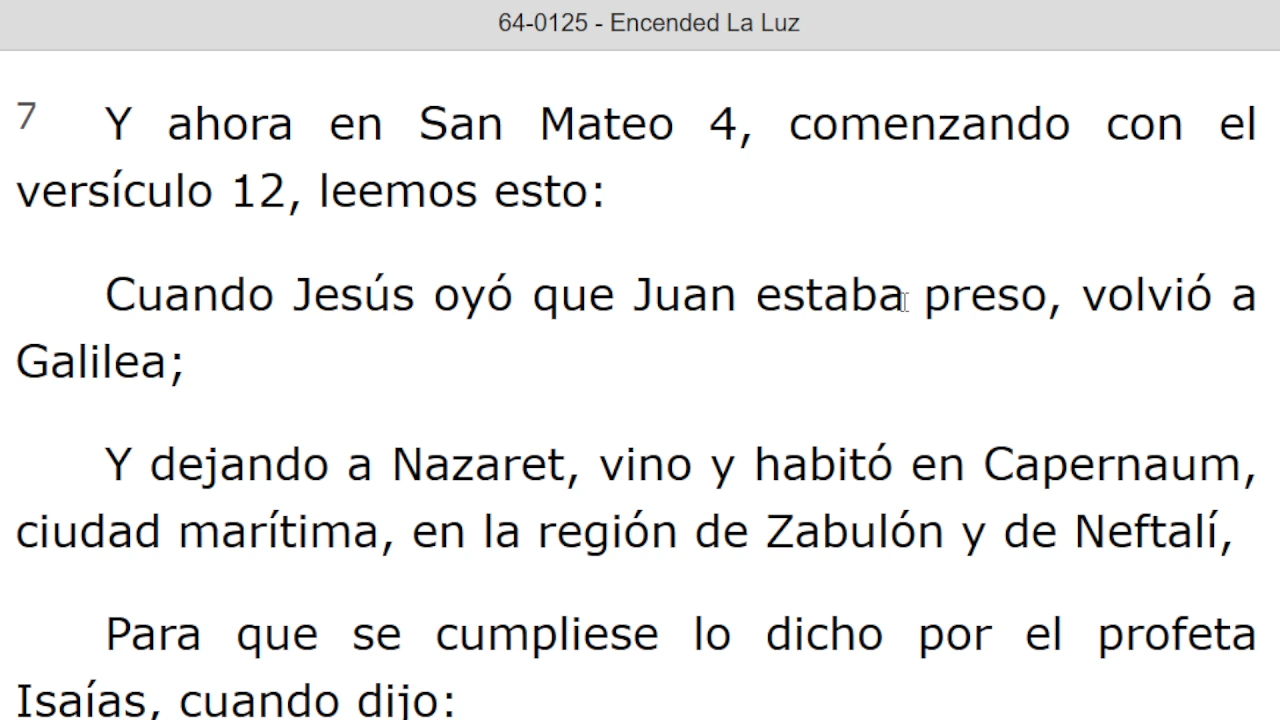 64-0125 - Encended La Luz
7 Y ahora en San Mateo 4, comenzando con el
versículo 12, leemos esto:
Cuando Jesús oyó que Juan estaba preso, volvió a
Galilea;
Y dejando a Nazaret, vino y habitó en Capernaum,
ciudad marítima, en la región de Zabulón y de Neftalí,
Para que se cumpliese lo dicho por el profeta
Isaías, cuando dijo: